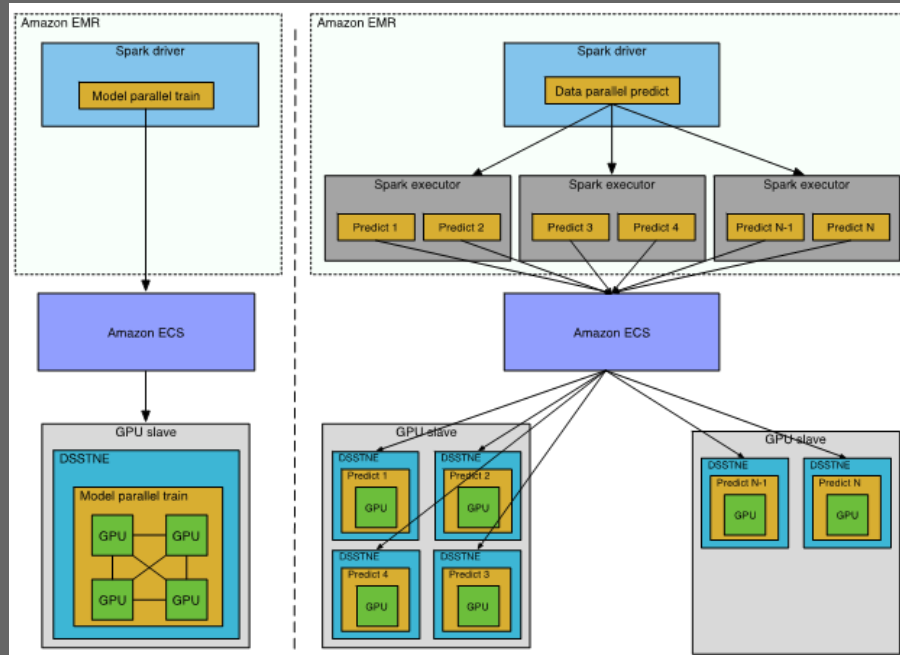 Amazon EMR
Spark driver
Model parallel train
Amazon ECS
GPU slave
DSSTNE
Model parallel train
GPU GPU
GPU GPU
Amazon EMR
Spark driver
Data parallel predict
Spark executor Spark executor Spark executor
Predict 1 Predict 2 Predict 3 Predict 4 Predict N-1 Predict N
Amazon ECS
GPU slave
DSSTNE DSSTNE
Predict 1 Predict 2
GPU GPU
DSSTNE DSSTNE
Predict 4 Predict 3
GPU GPU
GPU slave
DSSTNE DSSTNE
Predict N-1 Predict N
GPU GPU